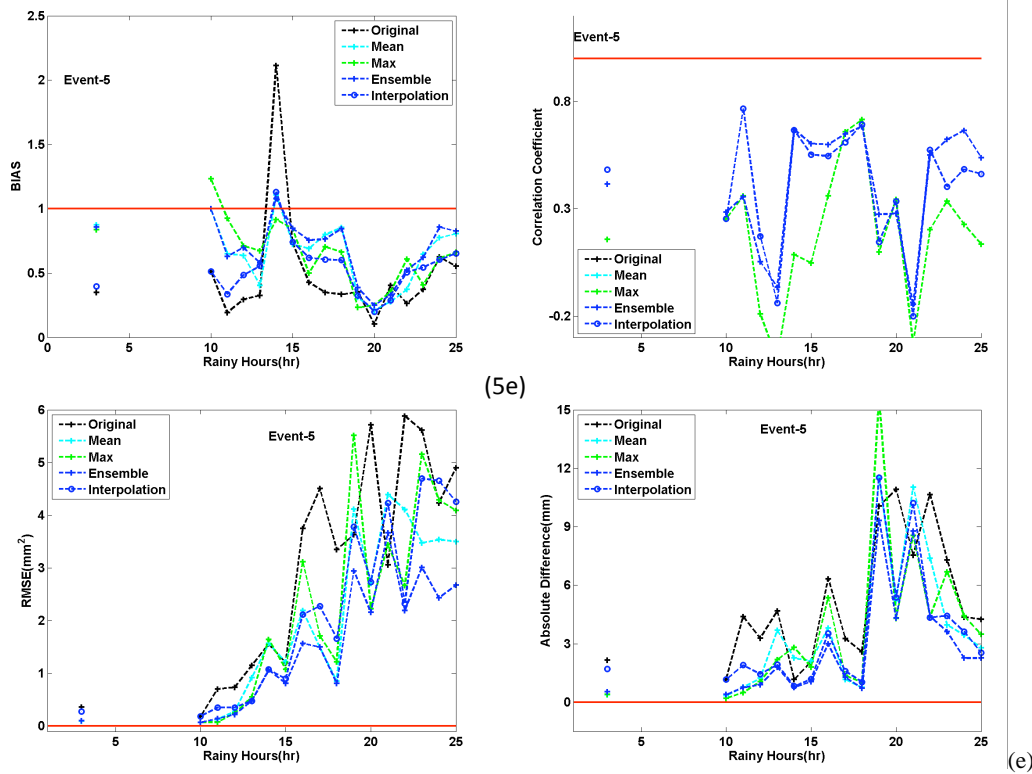 2.5
2
1.5
1
0.5
0
BIAS
Event-5
Original
Mean
Max
Ensemble
Interpolation
5
10
15
20
25
Rainy Hours(hr)
Event-5
0.8
0.3
-0.2
Correlation Coefficient
Original
Mean
Max
Ensemble
Interpolation
5
10
15
20
25
Rainy Hours(hr)
(5e)
6
5
4
3
2
1
0
RMSE(mm²)
Original
Mean
Max
Ensemble
Interpolation
Event-5
5
10
15
20
25
Rainy Hours(hr)
15
12
9
6
3
0
Absolute Difference(mm)
Original
Mean
Max
Ensemble
Interpolation
Event-5
5
10
15
20
25
Rainy Hours(hr)
(e)